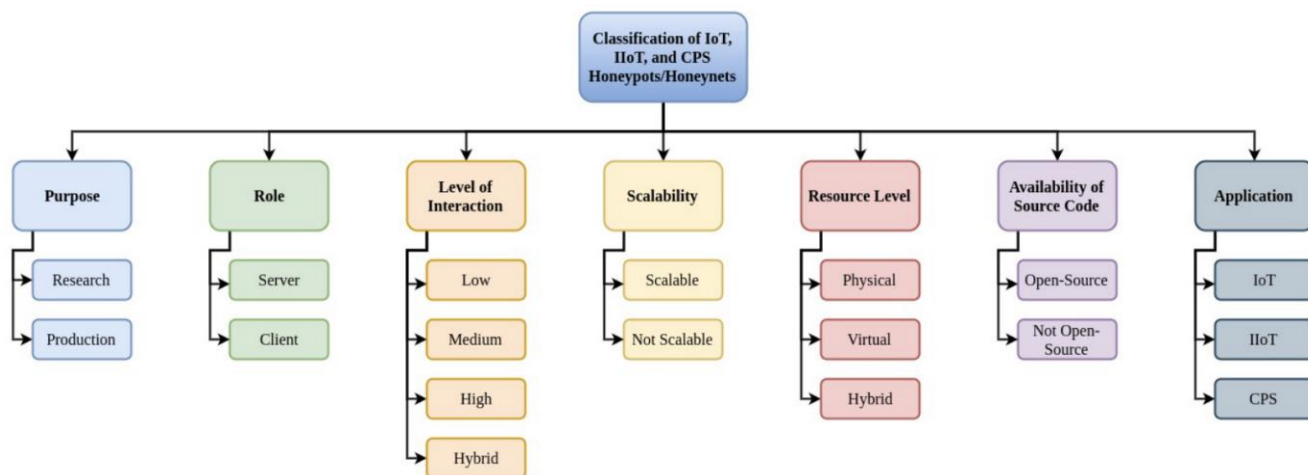 Classification of IoT,
IIoT, and CPS
Honeypots/Honeynets
Purpose
Research
Production
Role
Server
Client
Level of
Interaction
Low
Medium
High
Hybrid
Scalability
Scalable
Not Scalable
Resource Level
Physical
Virtual
Hybrid
Availability of
Source Code
Open-Source
Not Open-
Source
Application
IoT
IIoT
CPS